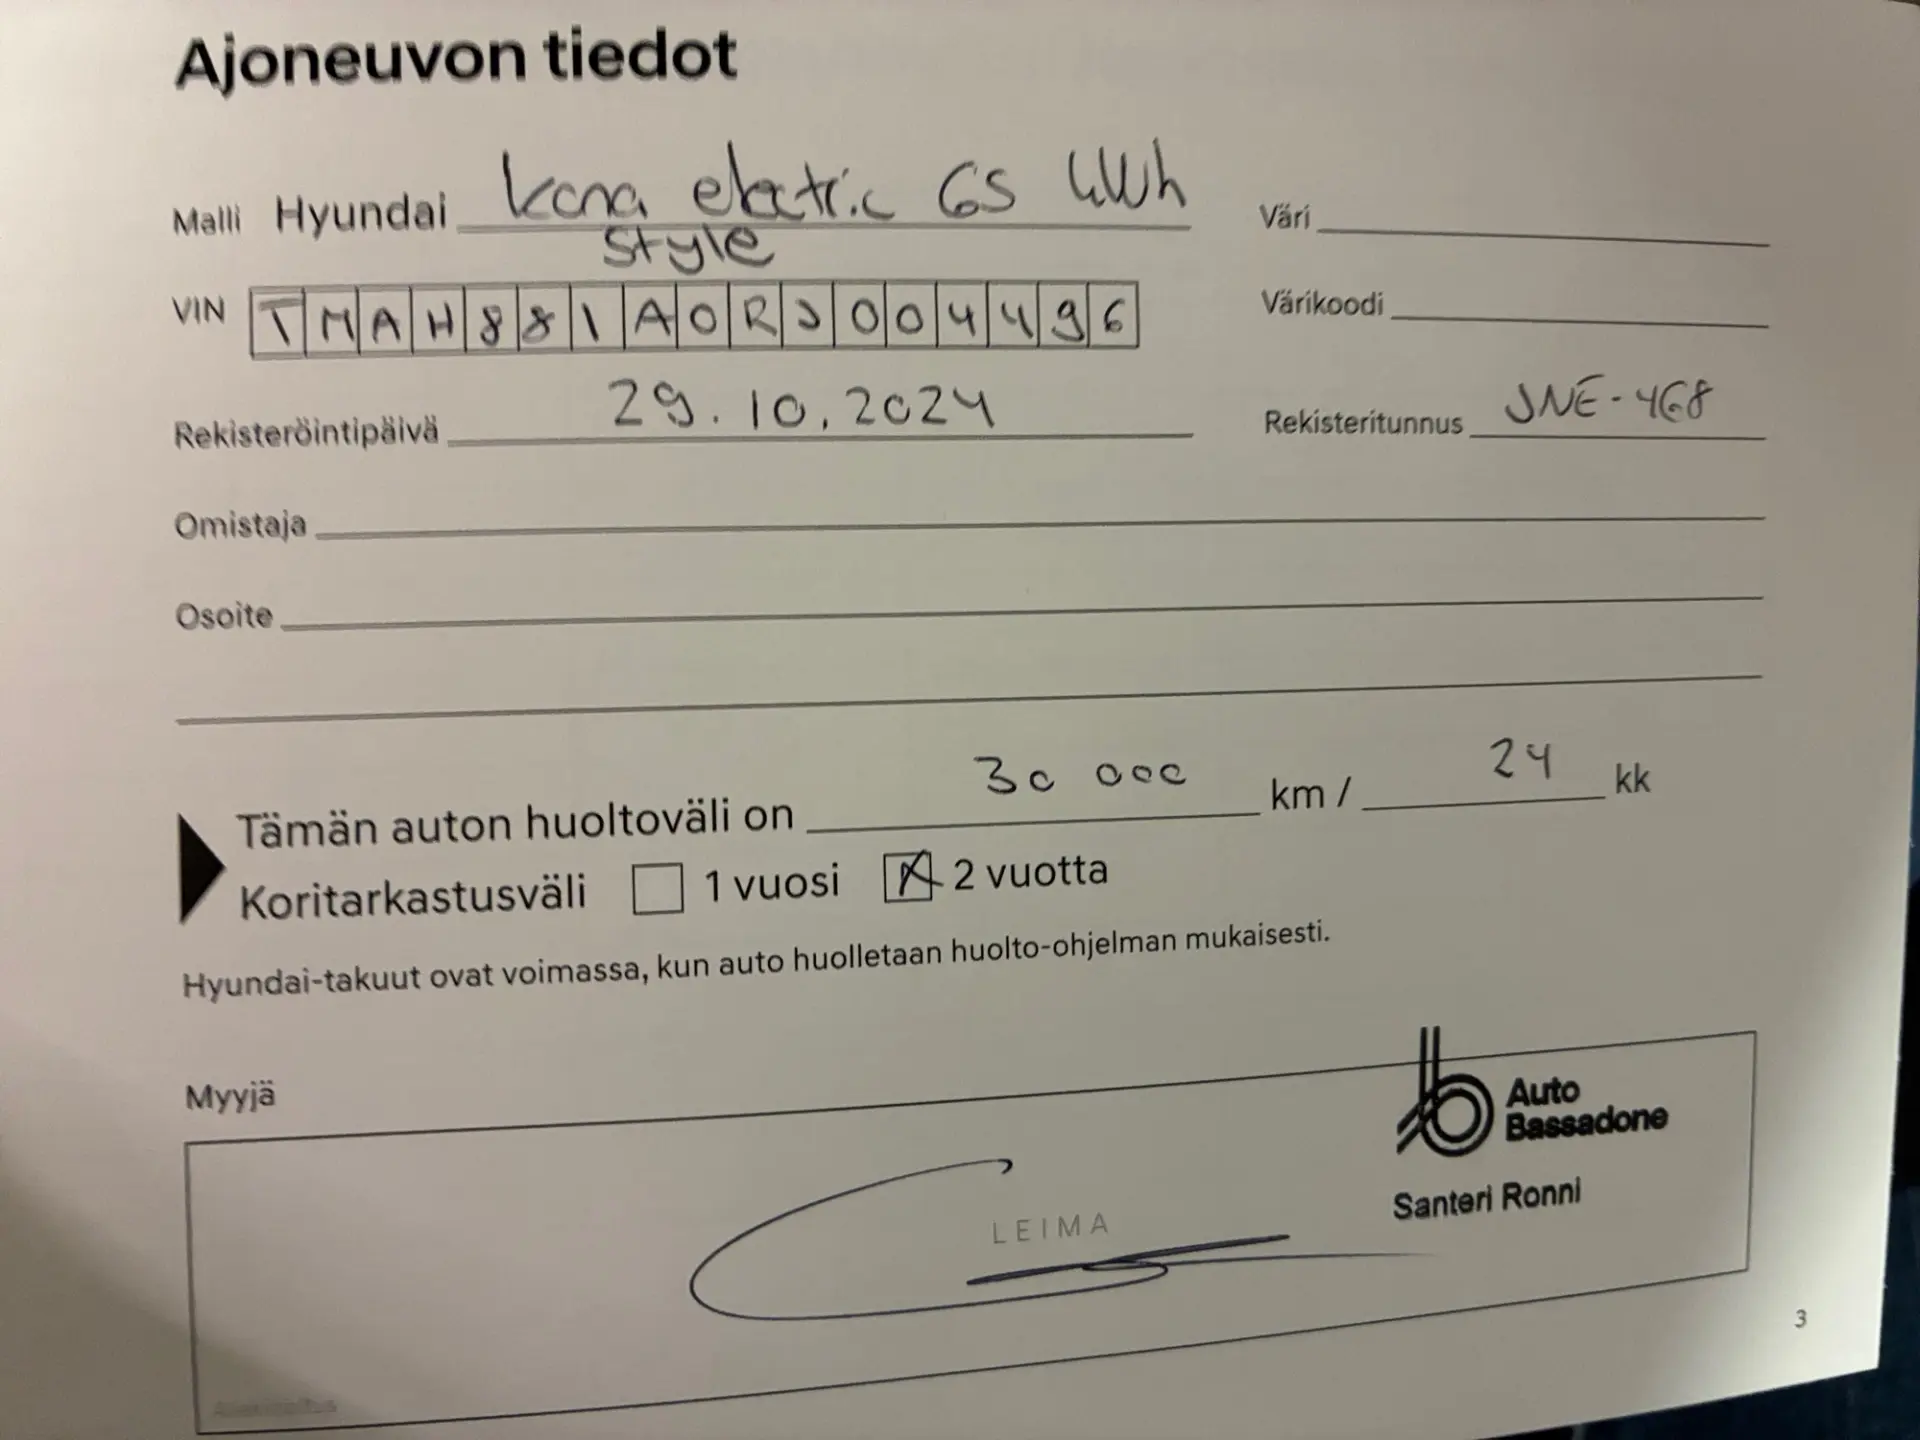 Ajoneuvon tiedot
Malli Hyundai Kona electric 65 kWh
style
Väri
VIN TMAH881A0RJ004496
Värikoodi
Rekisteröintipäivä 29.10.2024
Rekisteritunnus JNE-468
Omistaja
Osoite
Tämän auton huoltoväli on 30 000 km / 24 kk
Koritarkastusväli 1 vuosi 2 vuotta
Hyundai-takuut ovat voimassa, kun auto huolletaan huolto-ohjelman mukaisesti.
Myyjä
Auto
Bassadone
Santeri Ronni
LEIMA
Allekirjoitus
3